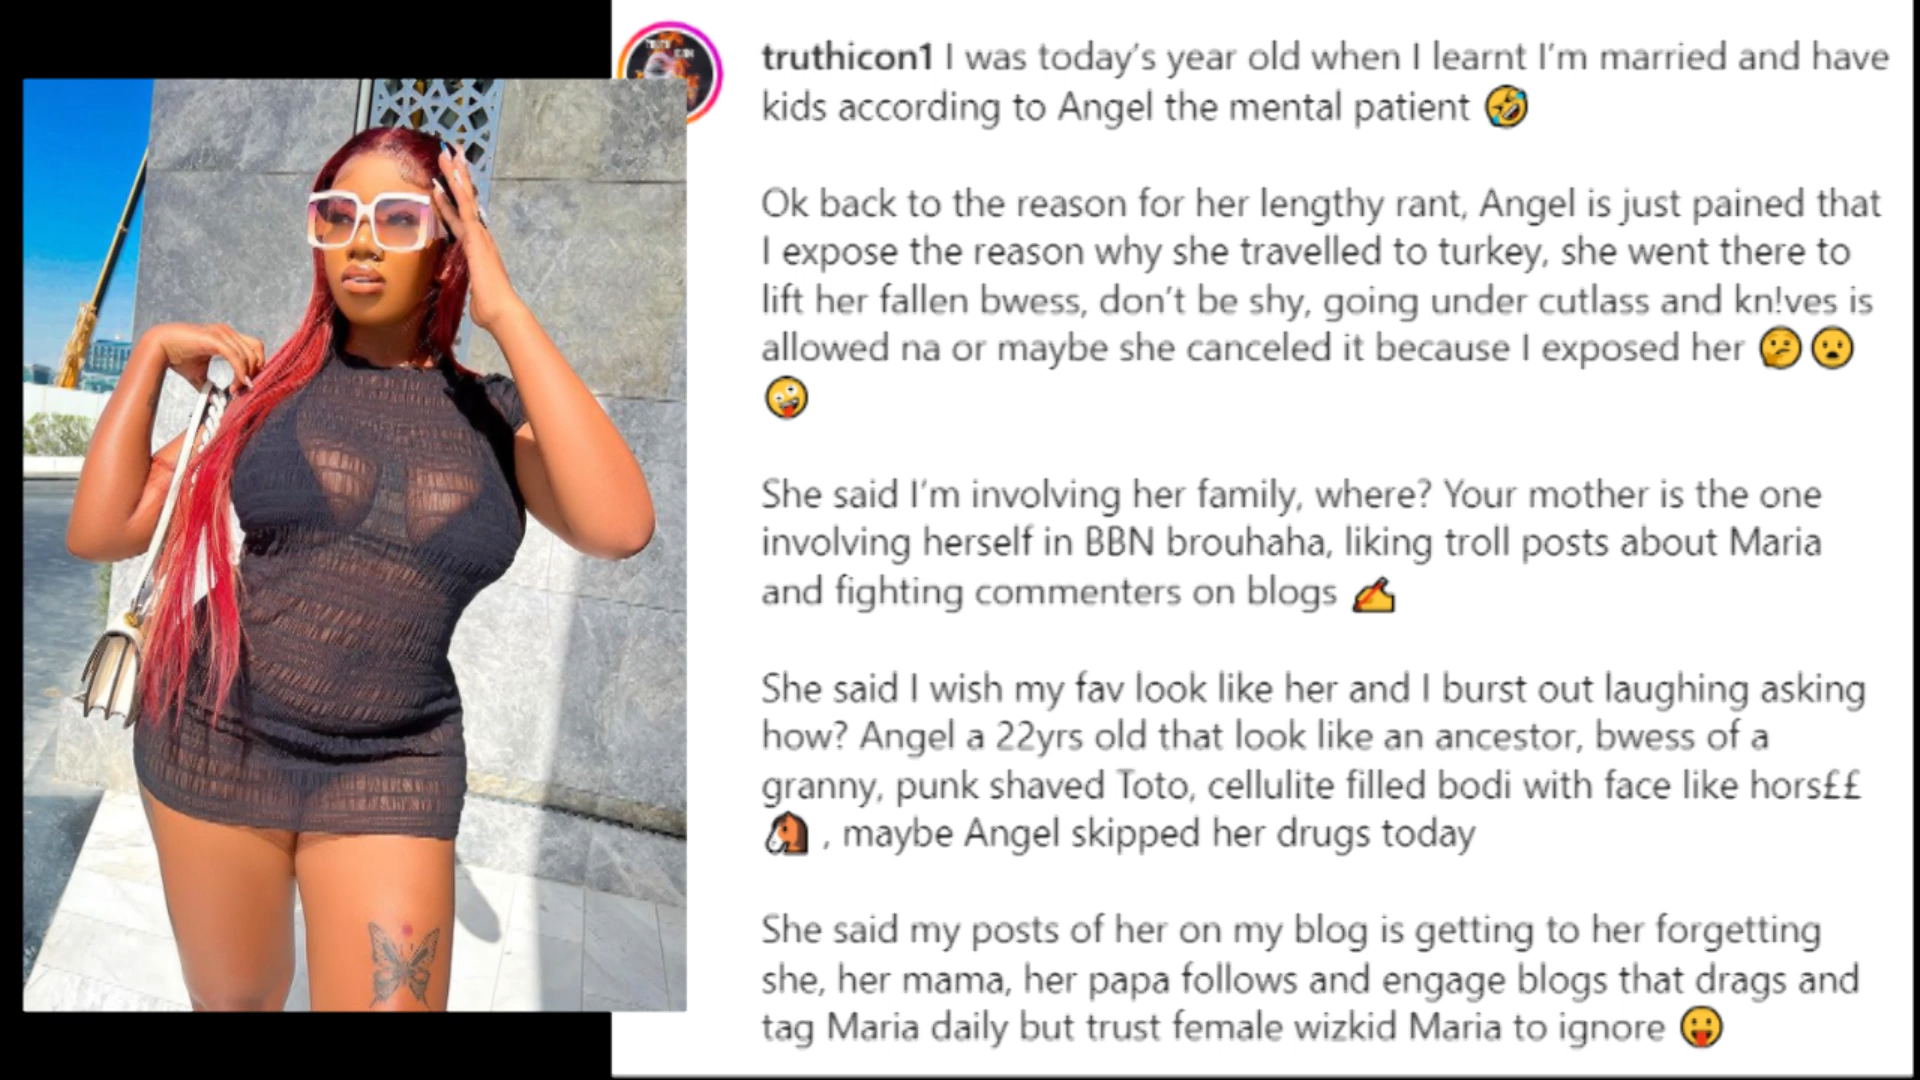 truthicon1 I was today's year old when I learnt I'm married and have
kids according to Angel the mental patient 🤣
Ok back to the reason for her lengthy rant, Angel is just pained that
I expose the reason why she travelled to turkey, she went there to
lift her fallen bwess, don't be shy, going under cutlass and kn!ves is
allowed na or maybe she canceled it because I exposed her 🤔😦
🤪
She said I'm involving her family, where? Your mother is the one
involving herself in BBN brouhaha, liking troll posts about Maria
and fighting commenters on blogs ✍️
She said I wish my fav look like her and I burst out laughing asking
how? Angel a 22yrs old that look like an ancestor, bwess of a
granny, punk shaved Toto, cellulite filled bodi with face like hors££
🐴 , maybe Angel skipped her drugs today
She said my posts of her on my blog is getting to her forgetting
she, her mama, her papa follows and engage blogs that drags and
tag Maria daily but trust female wizkid Maria to ignore 😛